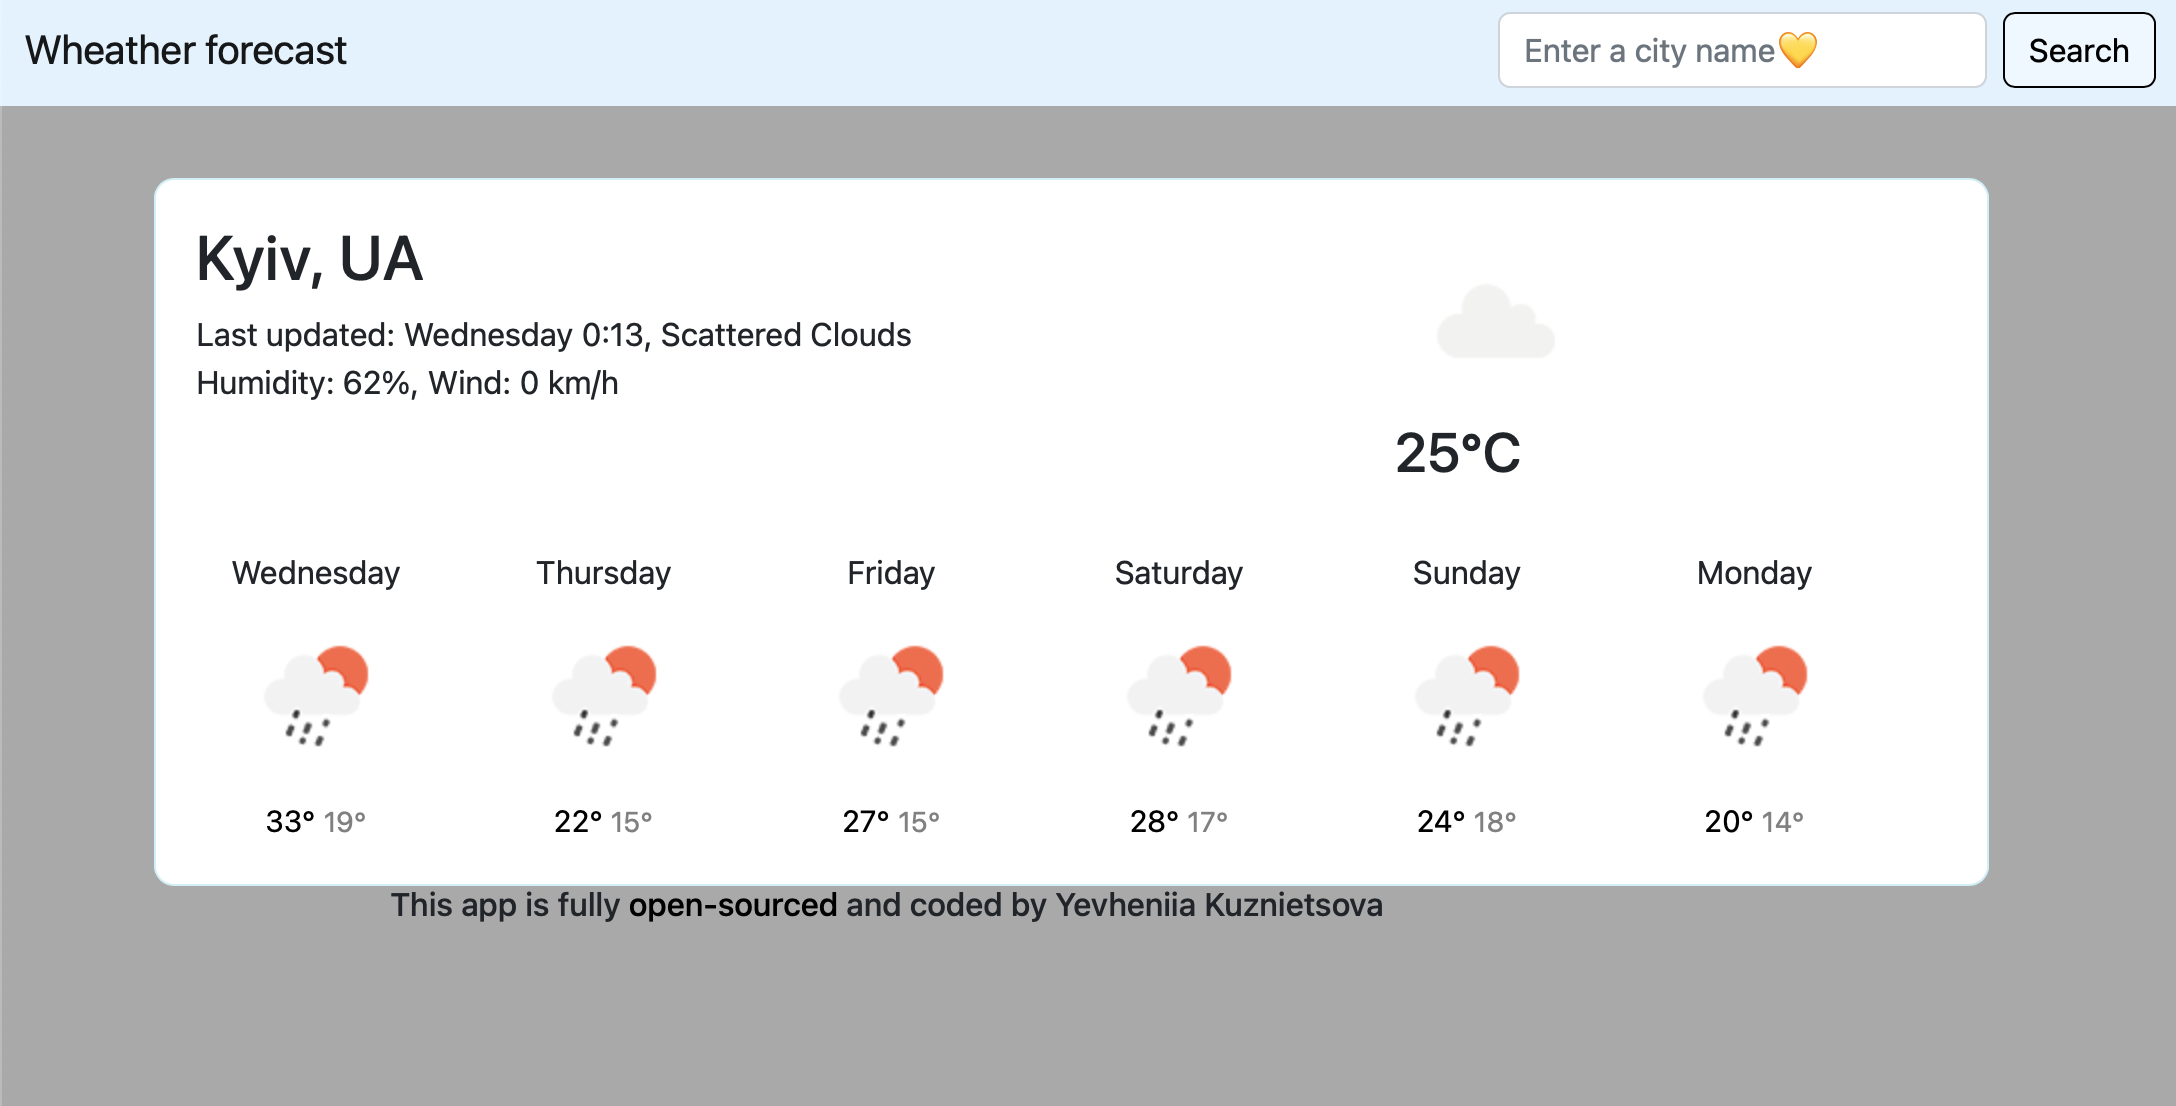 Wheather forecast
Enter a city name💛
Search
Kyiv, UA
Last updated: Wednesday 0:13, Scattered Clouds
Humidity: 62%, Wind: 0 km/h
25°C
Wednesday Thursday Friday Saturday Sunday Monday
33° 19° 22° 15° 27° 15° 28° 17° 24° 18° 20° 14°
This app is fully open-sourced and coded by Yevheniia Kuznietsova